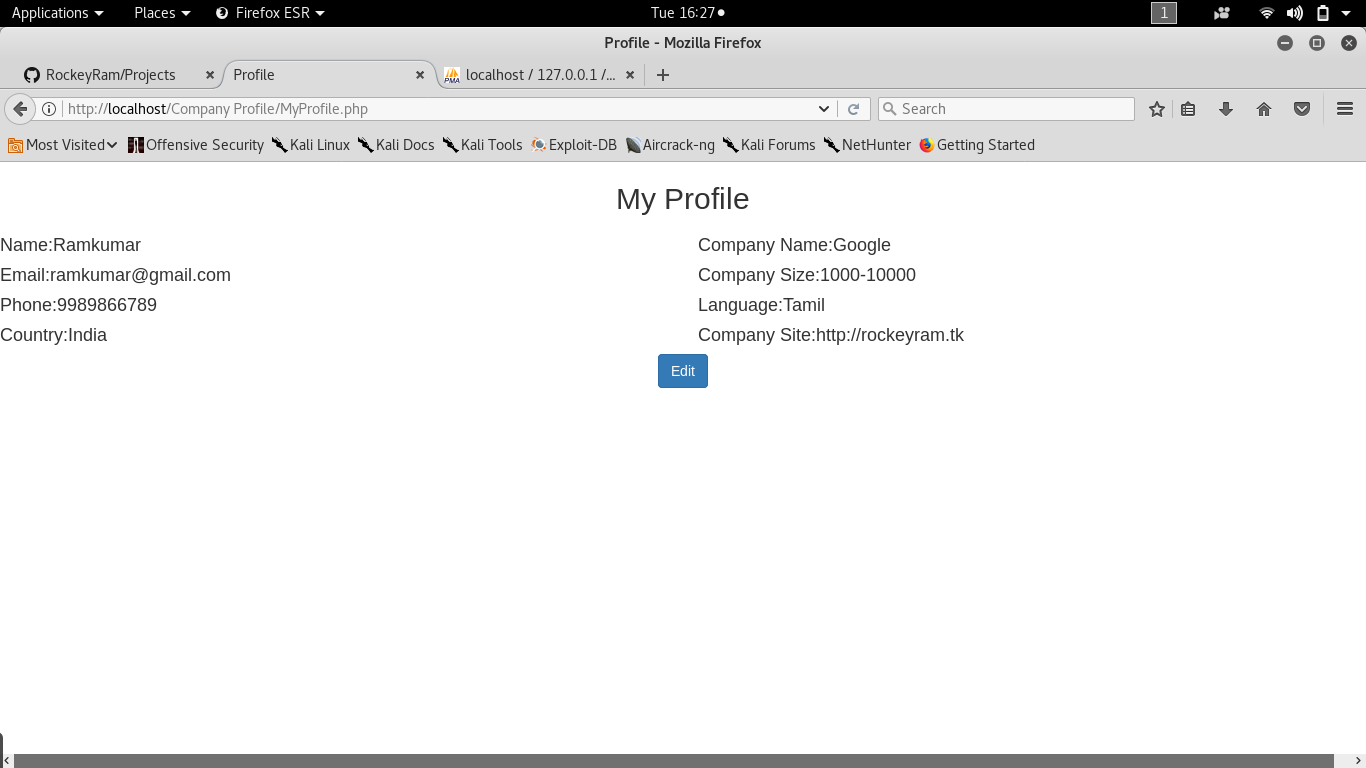 Applications Places Firefox ESR Tue 16:27 1
Profile - Mozilla Firefox
RockeyRam/Projects Profile PMA localhost / 127.0.0.1 /...
http://localhost/Company Profile/MyProfile.php Search
Most Visited Offensive Security Kali Linux Kali Docs Kali Tools Exploit-DB Aircrack-ng Kali Forums NetHunter Getting Started
My Profile
Name:Ramkumar Company Name:Google
Email:ramkumar@gmail.com Company Size:1000-10000
Phone:9989866789 Language:Tamil
Country:India Company Site:http://rockeyram.tk
Edit